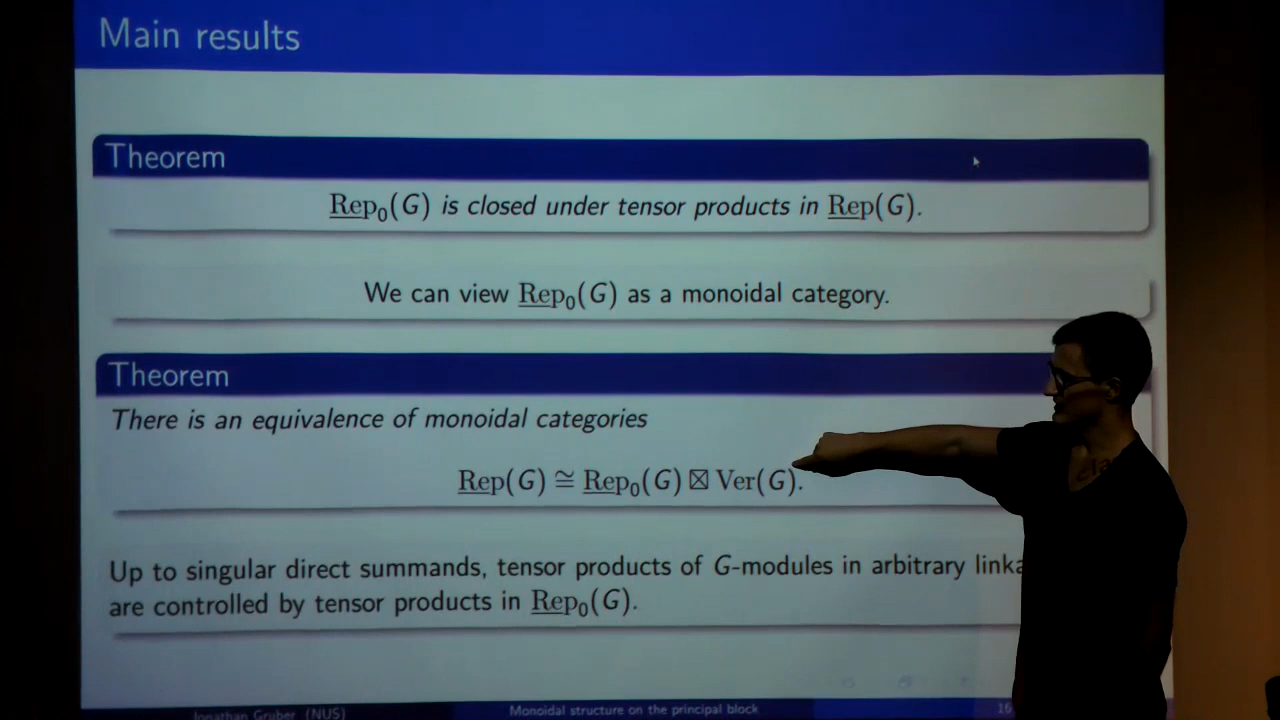 Main results
Theorem
Rep₀(G) is closed under tensor products in Rep(G).
We can view Rep₀(G) as a monoidal category.
Theorem
There is an equivalence of monoidal categories
Rep(G) ≅ Rep₀(G) ⊠ Ver(G).
Up to singular direct summands, tensor products of G-modules in arbitrary
are controlled by tensor products in Rep₀(G).
Jonathan Gruber (NUS) Monoidal structure on the principal block 16